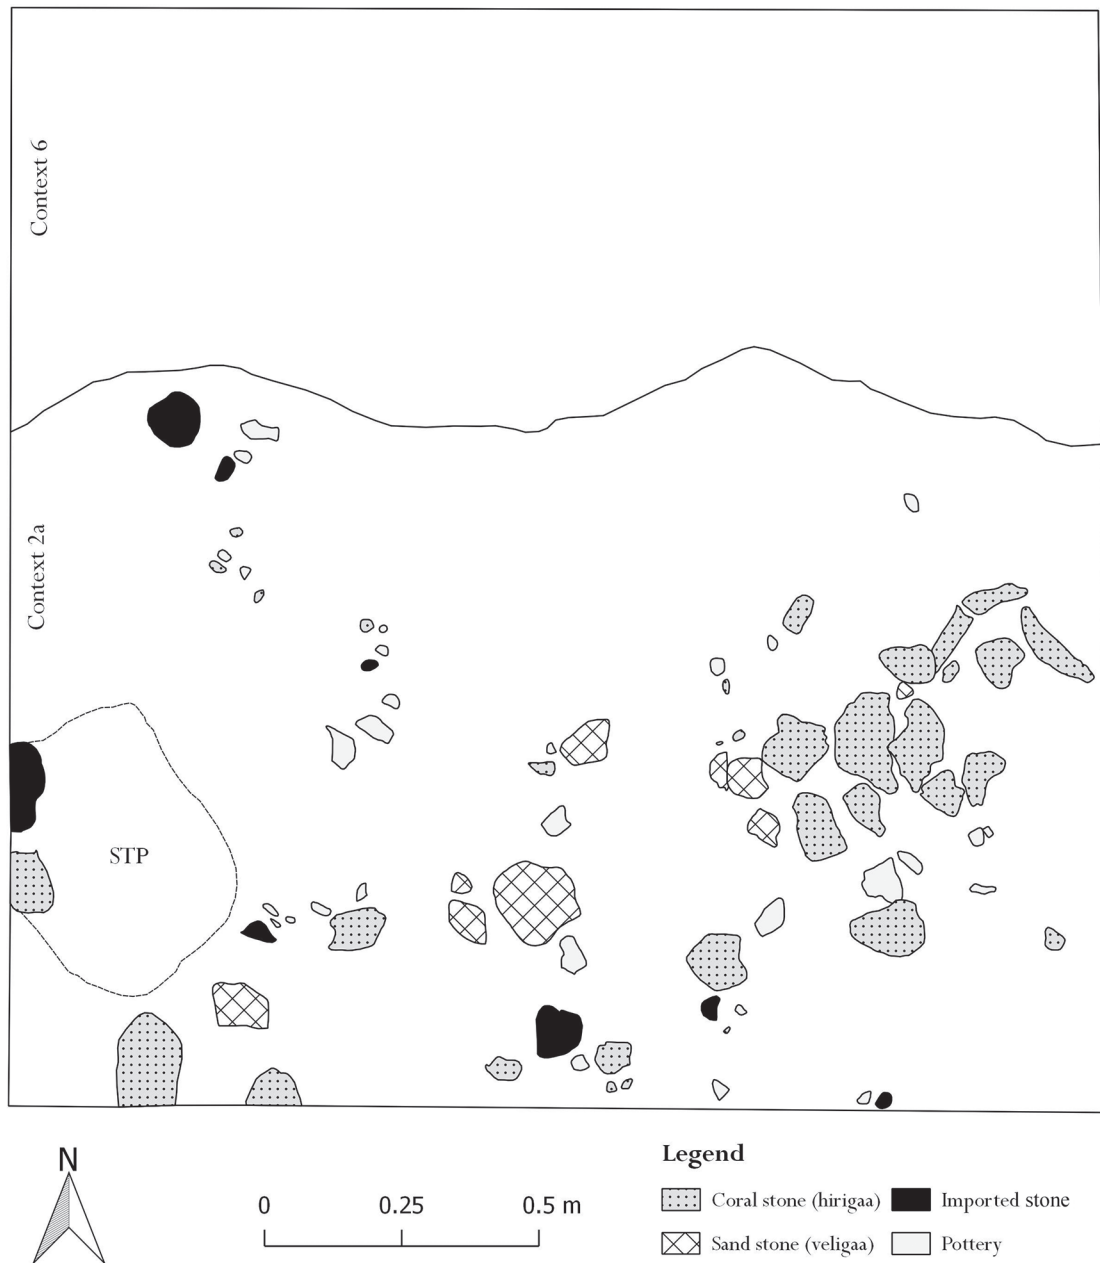 Context 6
Context 2a
STP
N
0 0.25 0.5 m
Legend
Coral stone (hirigaa) Imported stone
Sand stone (veligaa) Pottery